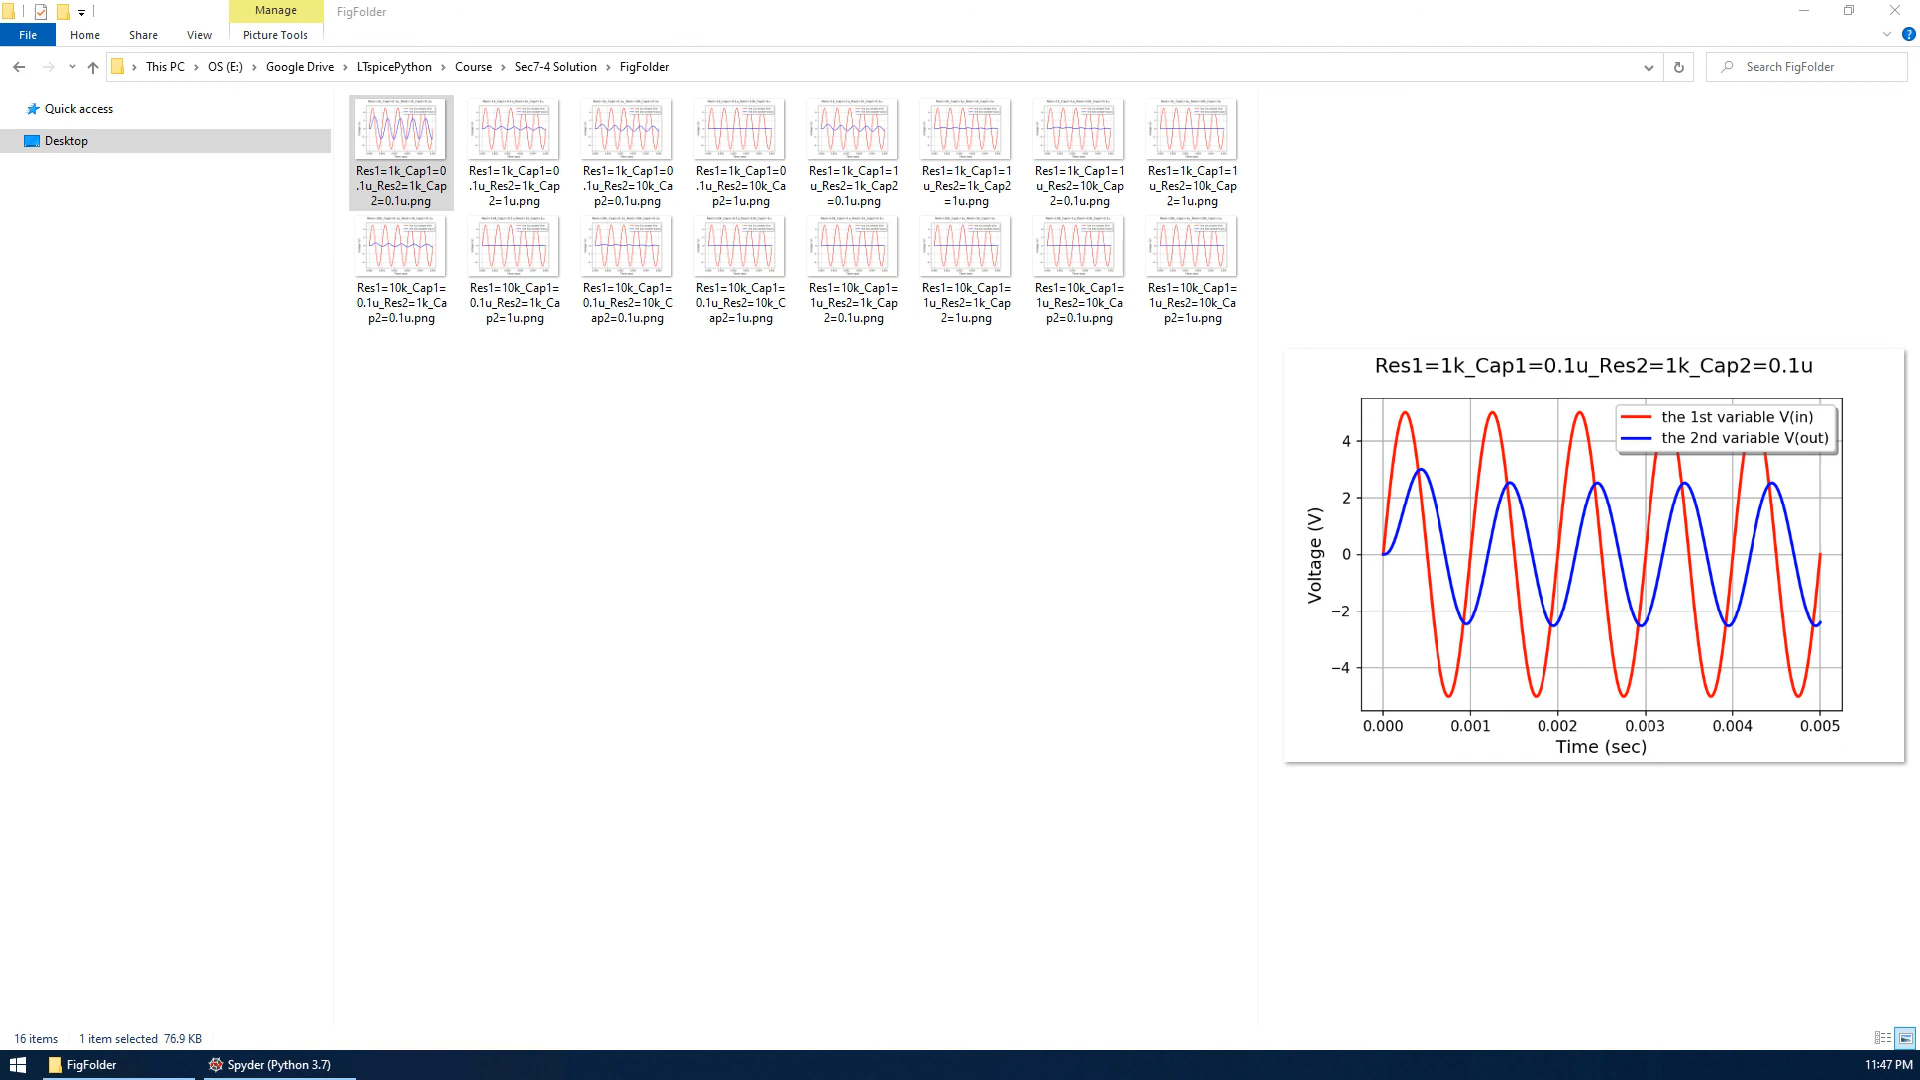 Manage
FigFolder
File
Home
Share
View
Picture Tools
This PC > OS (E:) > Google Drive > LTspicePython > Course > Sec7-4 Solution > FigFolder
Search FigFolder
Quick access
Desktop
Res1=1k_Cap1=0
.1u_Res2=1k_Cap
2=0.1u.png
Res1=1k_Cap1=0
.1u_Res2=1k_Cap
2=1u.png
Res1=1k_Cap1=0
.1u_Res2=10k_Ca
p2=0.1u.png
Res1=1k_Cap1=0
.1u_Res2=10k_Ca
p2=1u.png
Res1=1k_Cap1=1
u_Res2=1k_Cap2
=0.1u.png
Res1=1k_Cap1=1
u_Res2=1k_Cap2
=1u.png
Res1=1k_Cap1=1
u_Res2=10k_Cap
2=0.1u.png
Res1=1k_Cap1=1
u_Res2=10k_Cap
2=1u.png
Res1=10k_Cap1=
0.1u_Res2=1k_Ca
p2=0.1u.png
Res1=10k_Cap1=
0.1u_Res2=1k_Ca
p2=1u.png
Res1=10k_Cap1=
0.1u_Res2=10k_C
ap2=0.1u.png
Res1=10k_Cap1=
0.1u_Res2=10k_C
ap2=1u.png
Res1=10k_Cap1=
1u_Res2=1k_Cap
2=0.1u.png
Res1=10k_Cap1=
1u_Res2=1k_Cap
2=1u.png
Res1=10k_Cap1=
1u_Res2=10k_Ca
p2=0.1u.png
Res1=10k_Cap1=
1u_Res2=10k_Ca
p2=1u.png
Res1=1k_Cap1=0.1u_Res2=1k_Cap2=0.1u
the 1st variable V(in)
the 2nd variable V(out)
4
2
0
−2
−4
Voltage (V)
0.000 0.001 0.002 0.003 0.004 0.005
Time (sec)
16 items
1 item selected 76.9 KB
FigFolder
Spyder (Python 3.7)
11:47 PM